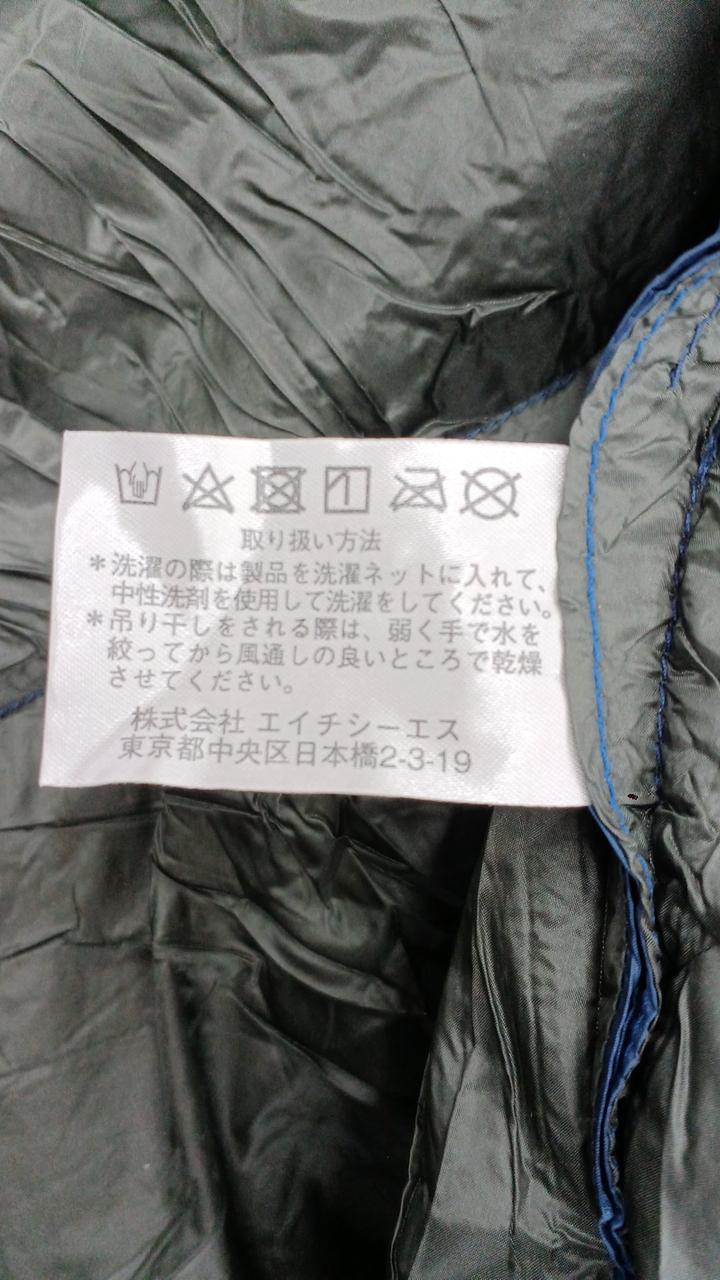 取り扱い方法
*洗濯の際は製品を洗濯ネットに入れて、
中性洗剤を使用して洗濯をしてください。
*吊り干しをされる際は、弱く手で水を
絞ってから風通しの良いところで乾燥
させてください。
株式会社 エイチシーエス
東京都中央区日本橋2-3-19